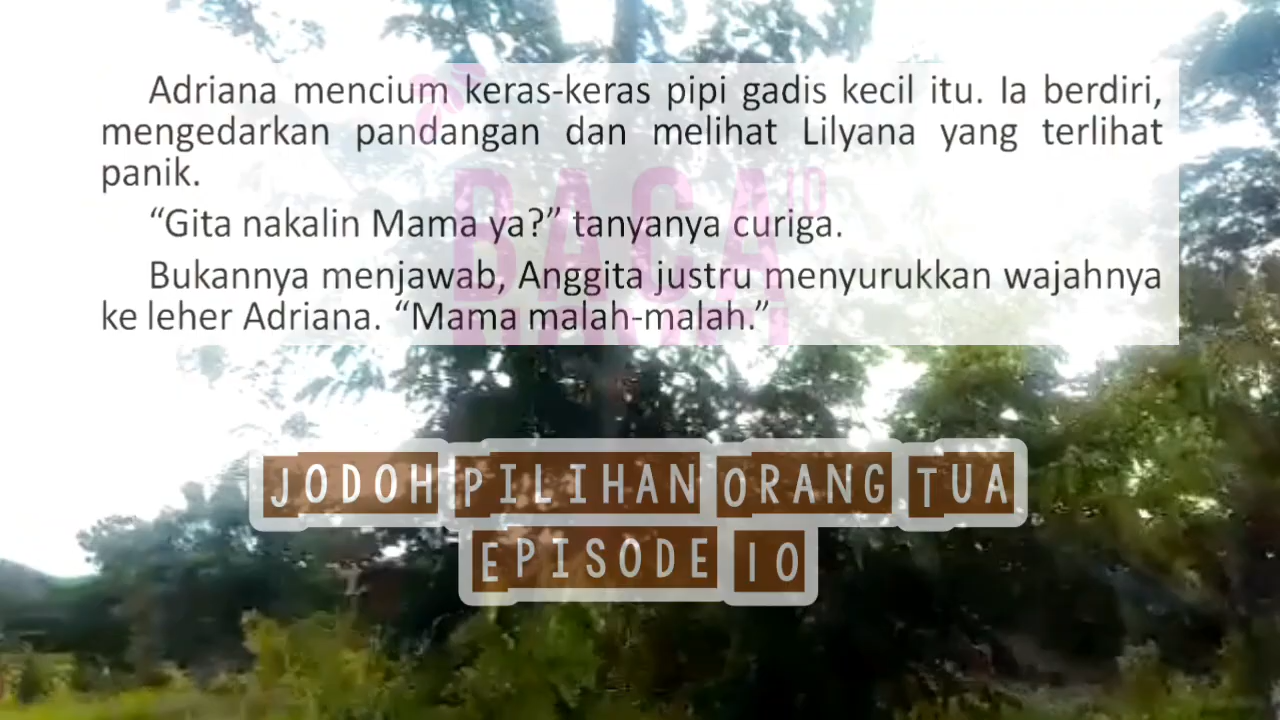 Adriana mencium keras-keras pipi gadis kecil itu. Ia berdiri,
mengedarkan pandangan dan melihat Lilyana yang terlihat
panik.
“Gita nakalin Mama ya?” tanyanya curiga.
Bukannya menjawab, Anggita justru menyurukkan wajahnya
ke leher Adriana. “Mama malah-malah.”
BACA ID
JODOH PILIHAN ORANG TUA
EPISODE 10